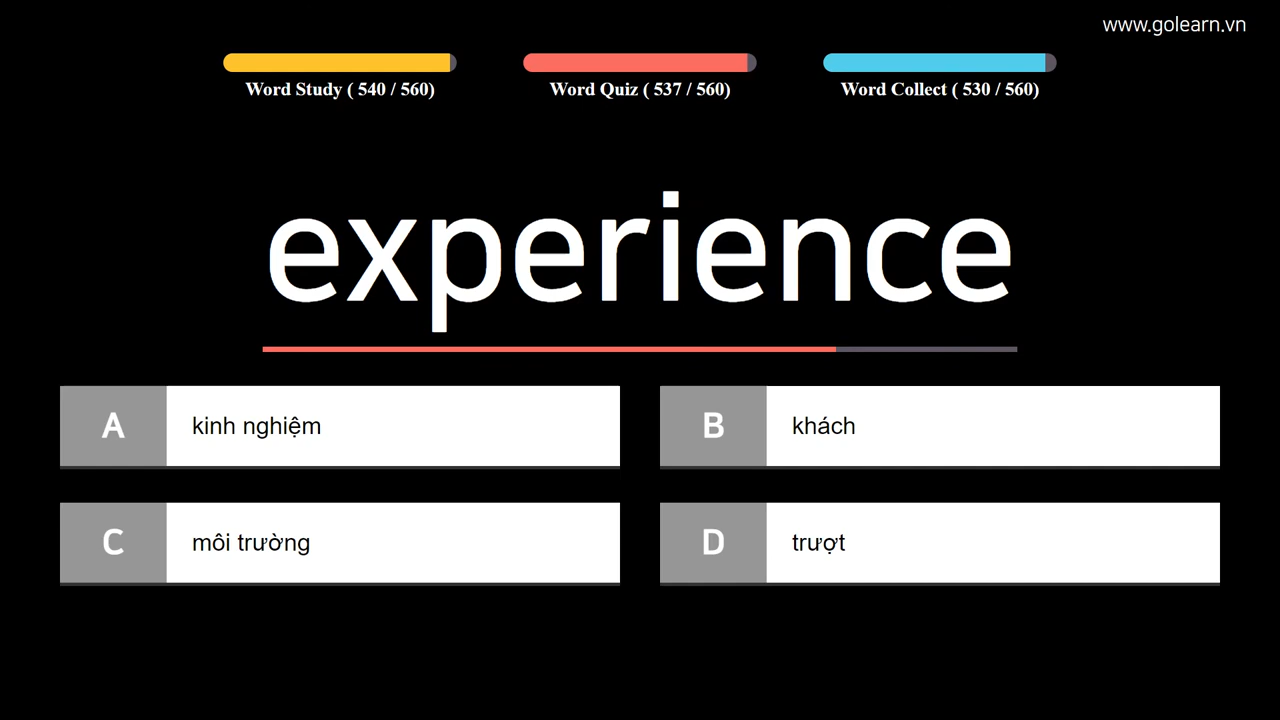 www.golearn.vn
Word Study ( 540 / 560)
Word Quiz ( 537 / 560)
Word Collect ( 530 / 560)
experience
A kinh nghiệm
B khách
C môi trường
D trượt